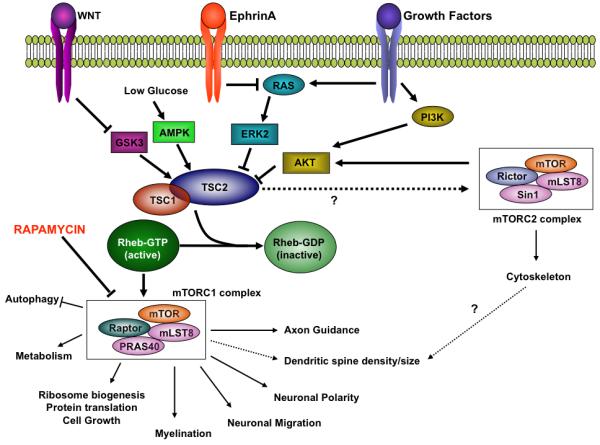 WNT
EphrinA
Growth Factors
Low Glucose
RAS
PI3K
GSK3
AMPK
ERK2
AKT
TSC2
TSC1
?
mTOR
Rictor
mLST8
Sin1
mTORC2 complex
RAPAMYCIN
Rheb-GTP
(active)
Rheb-GDP
(inactive)
Cytoskeleton
mTORC1 complex
Autophagy
mTOR
Raptor
mLST8
PRAS40
?
Axon Guidance
Metabolism
Dendritic spine density/size
Ribosome biogenesis
Protein translation
Cell Growth
Neuronal Polarity
Neuronal Migration
Myelination